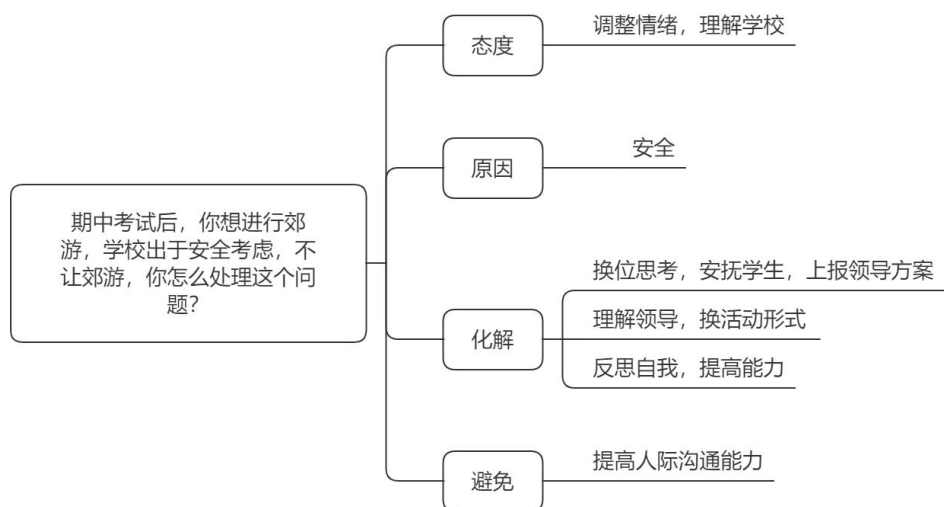 期中考试后，你想进行郊
游，学校出于安全考虑，不
让郊游，你怎么处理这个问
题？
态度
调整情绪，理解学校
原因
安全
化解
换位思考，安抚学生，上报领导方案
理解领导，换活动形式
反思自我，提高能力
避免
提高人际沟通能力